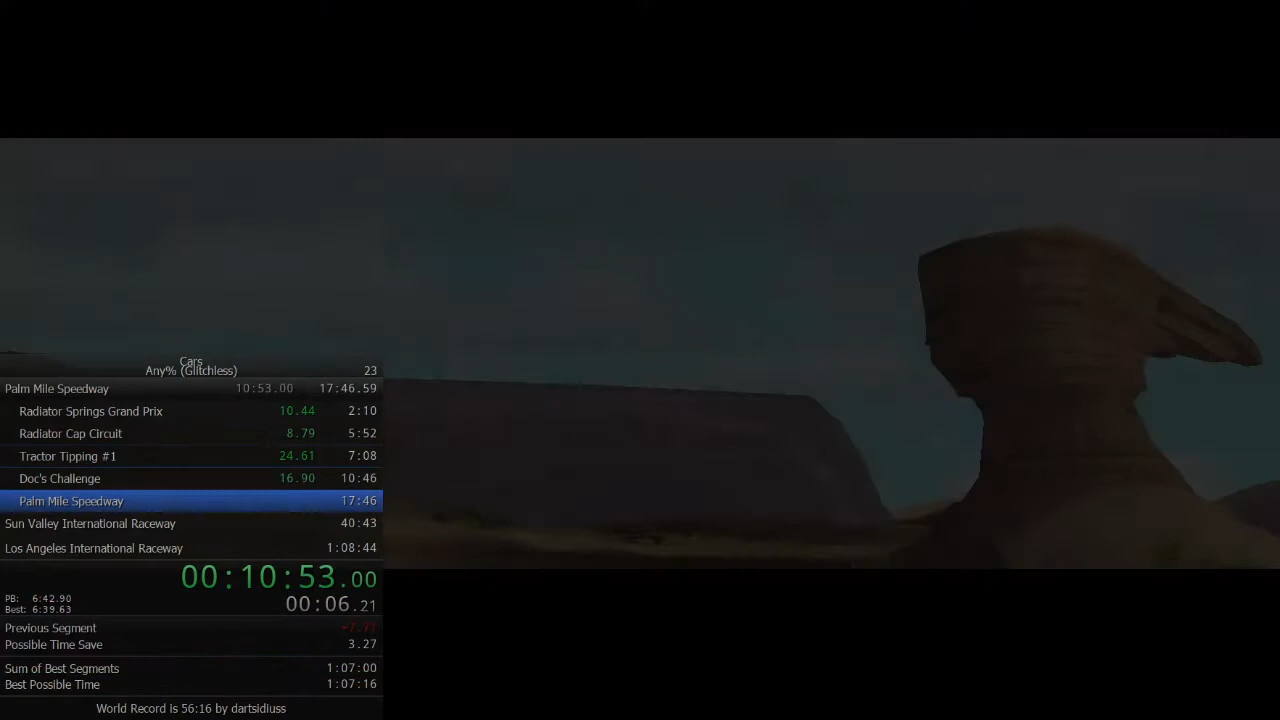 Cars
Any% (Glitchless) 23
Palm Mile Speedway 10:53.00 17:46.59
Radiator Springs Grand Prix 10.44 2:10
Radiator Cap Circuit 8.79 5:52
Tractor Tipping #1 24.61 7:08
Doc's Challenge 16.90 10:46
Palm Mile Speedway 17:46
Sun Valley International Raceway 40:43
Los Angeles International Raceway 1:08:44
00:10:53.00
PB: 6:42.90
Best: 6:39.63
00:06.21
Previous Segment +7.71
Possible Time Save 3.27
Sum of Best Segments 1:07:00
Best Possible Time 1:07:16
World Record is 56:16 by dartsidiuss